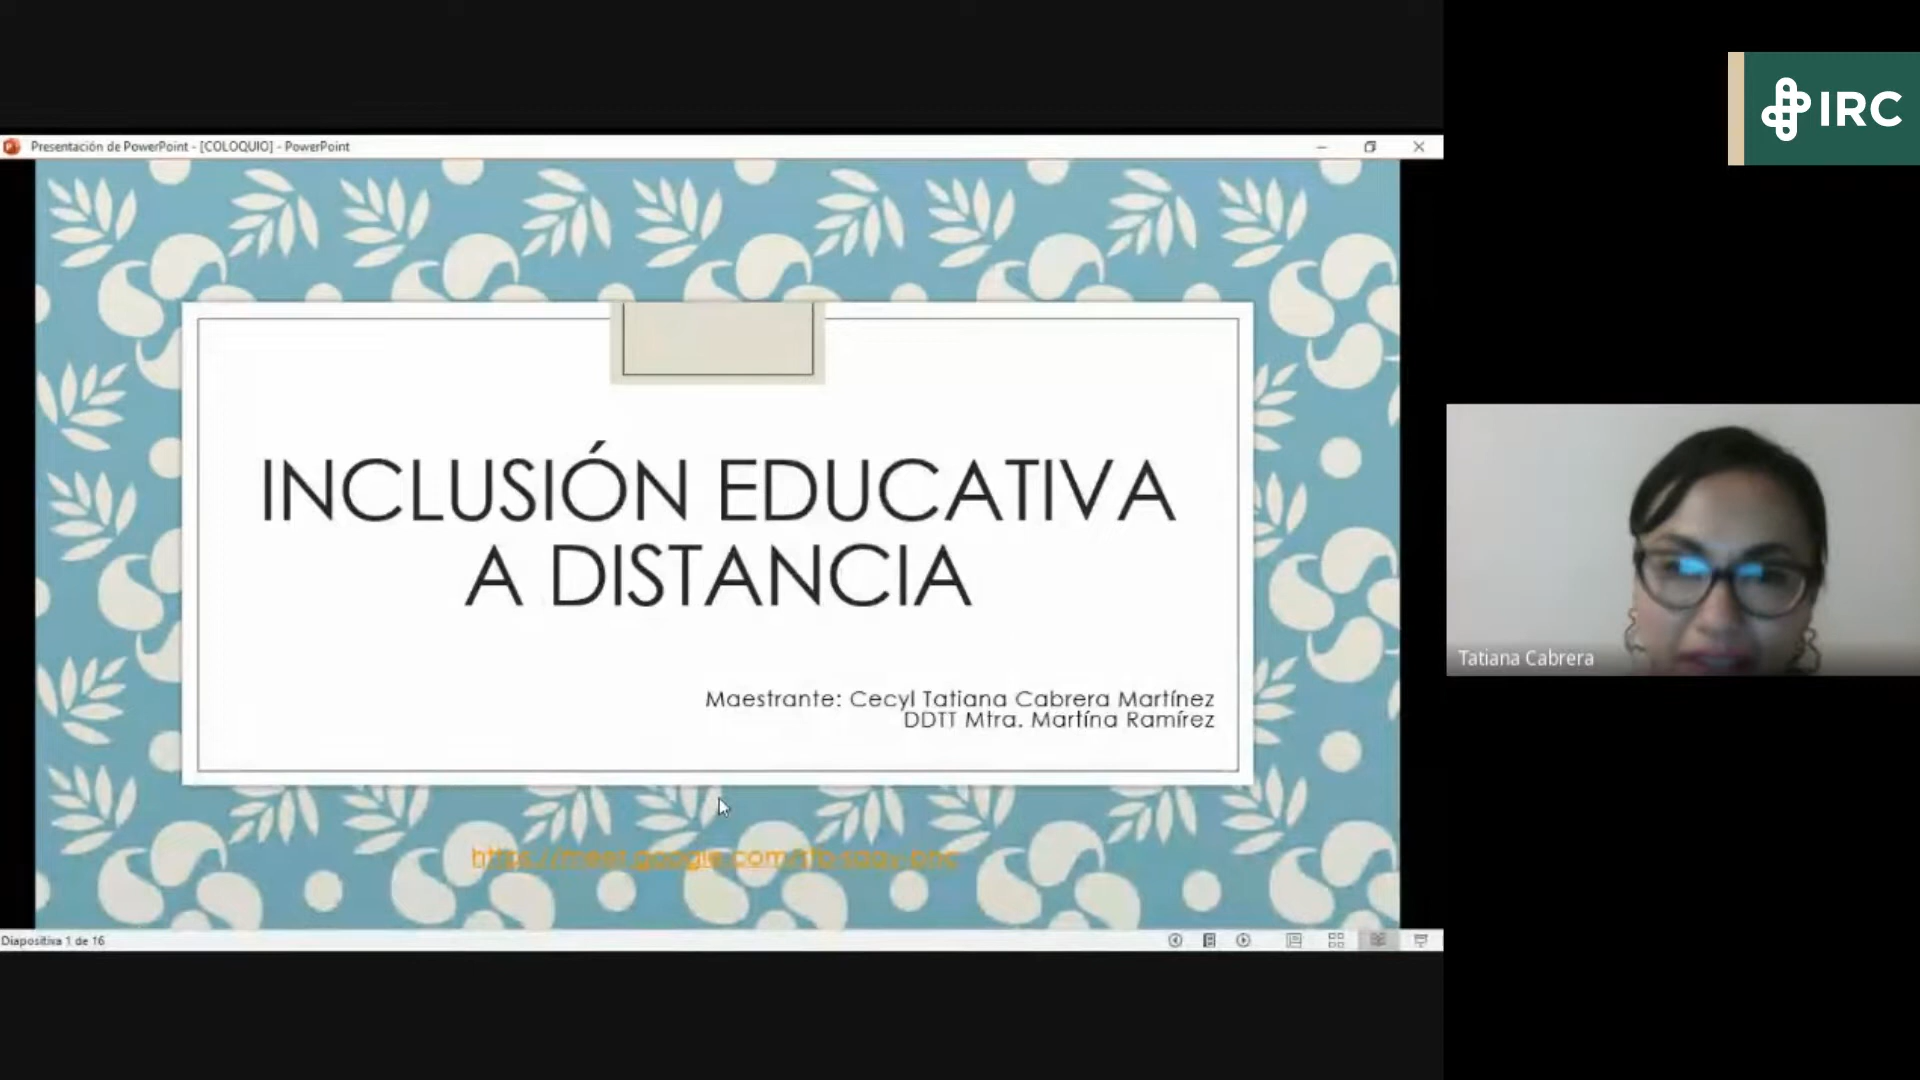 Presentación de PowerPoint - [COLOQUIO] - PowerPoint
IRC
INCLUSIÓN EDUCATIVA
A DISTANCIA
Maestrante: Cecyl Tatiana Cabrera Martínez
DDTT Mtra. Martína Ramírez
Tatiana Cabrera
Diapositiva 1 de 16